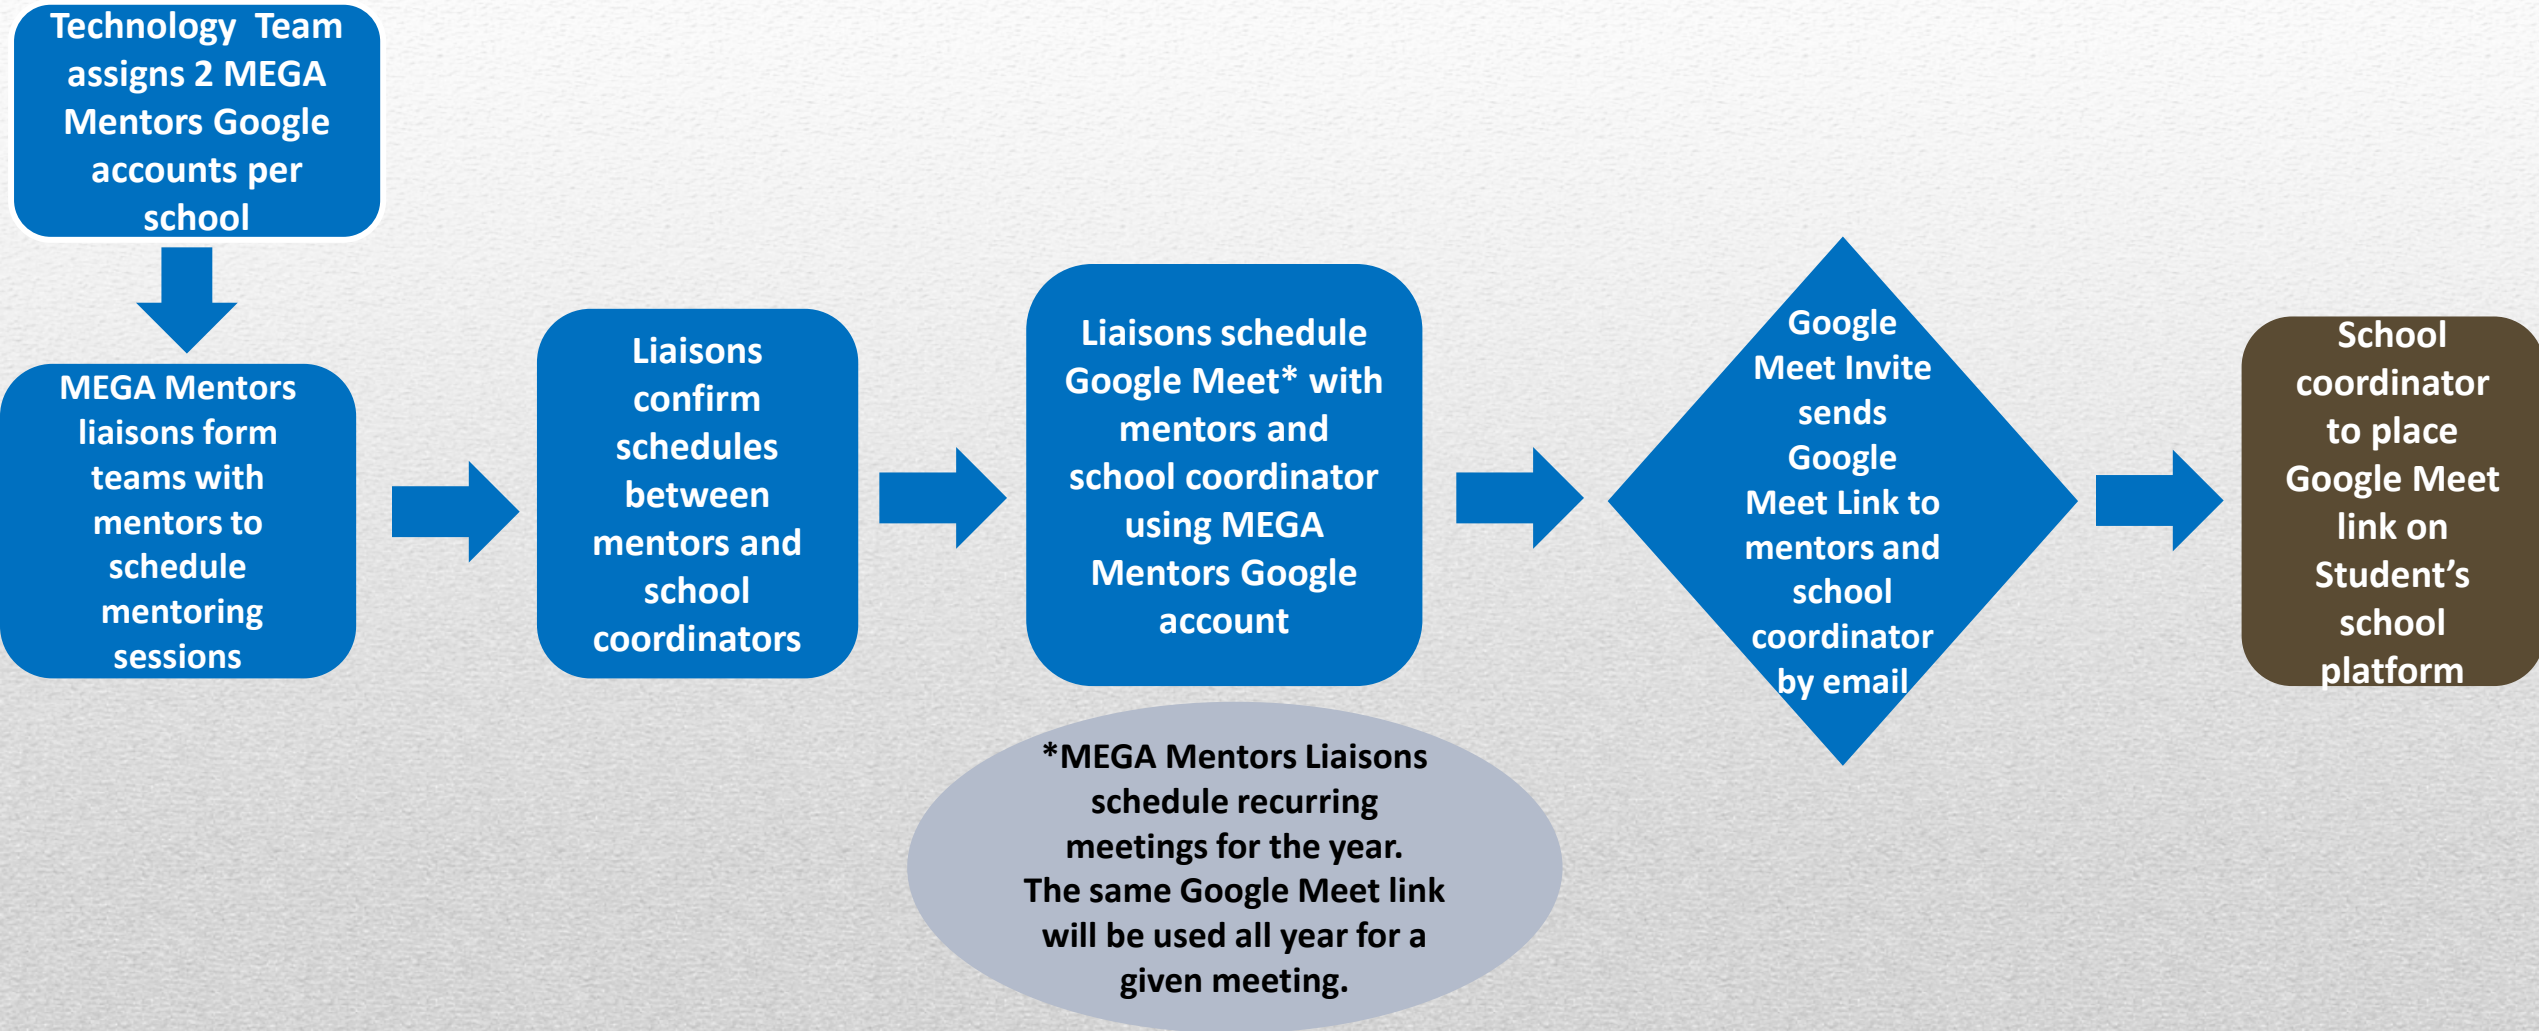 Technology  Team
assigns 2 MEGA
Mentors Google
accounts per
school
MEGA Mentors
liaisons form
teams with
mentors to
schedule
mentoring
sessions
Liaisons
confirm
schedules
between
mentors and
school
coordinators
Liaisons schedule
Google Meet* with
mentors and
school coordinator
using MEGA
Mentors Google
account
*MEGA Mentors Liaisons
schedule recurring
meetings for the year.
The same Google Meet link
will be used all year for a
given meeting.
Google
Meet Invite
sends
Google
Meet Link to
mentors and
school
coordinator
by email
School
coordinator
to place
Google Meet
link on
Student’s
school
platform